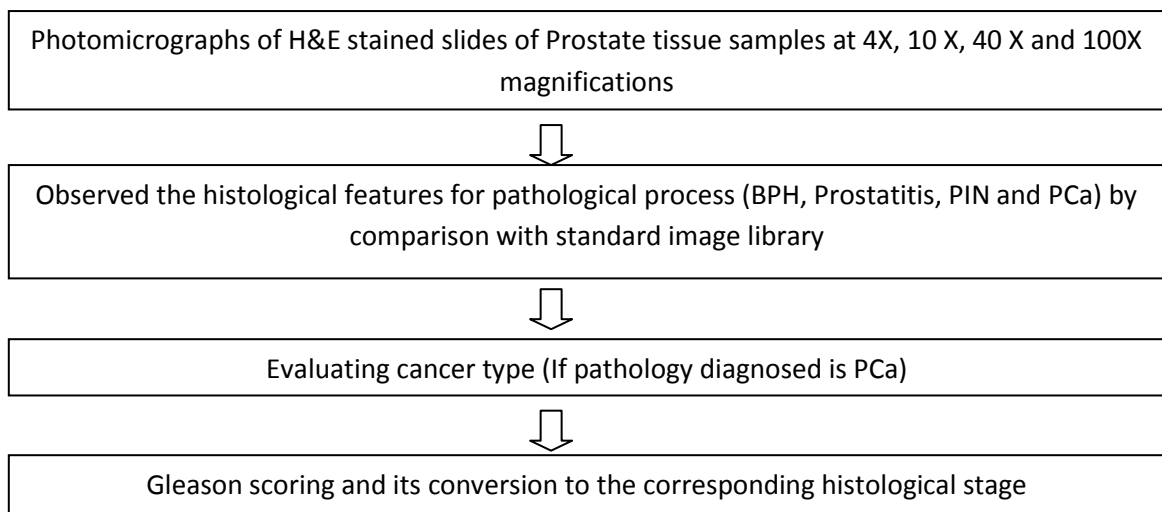 Photomicrographs of H&E stained slides of Prostate tissue samples at 4X, 10 X, 40 X and 100X
magnifications
Observed the histological features for pathological process (BPH, Prostatitis, PIN and PCa) by
comparison with standard image library
Evaluating cancer type (If pathology diagnosed is PCa)
Gleason scoring and its conversion to the corresponding histological stage